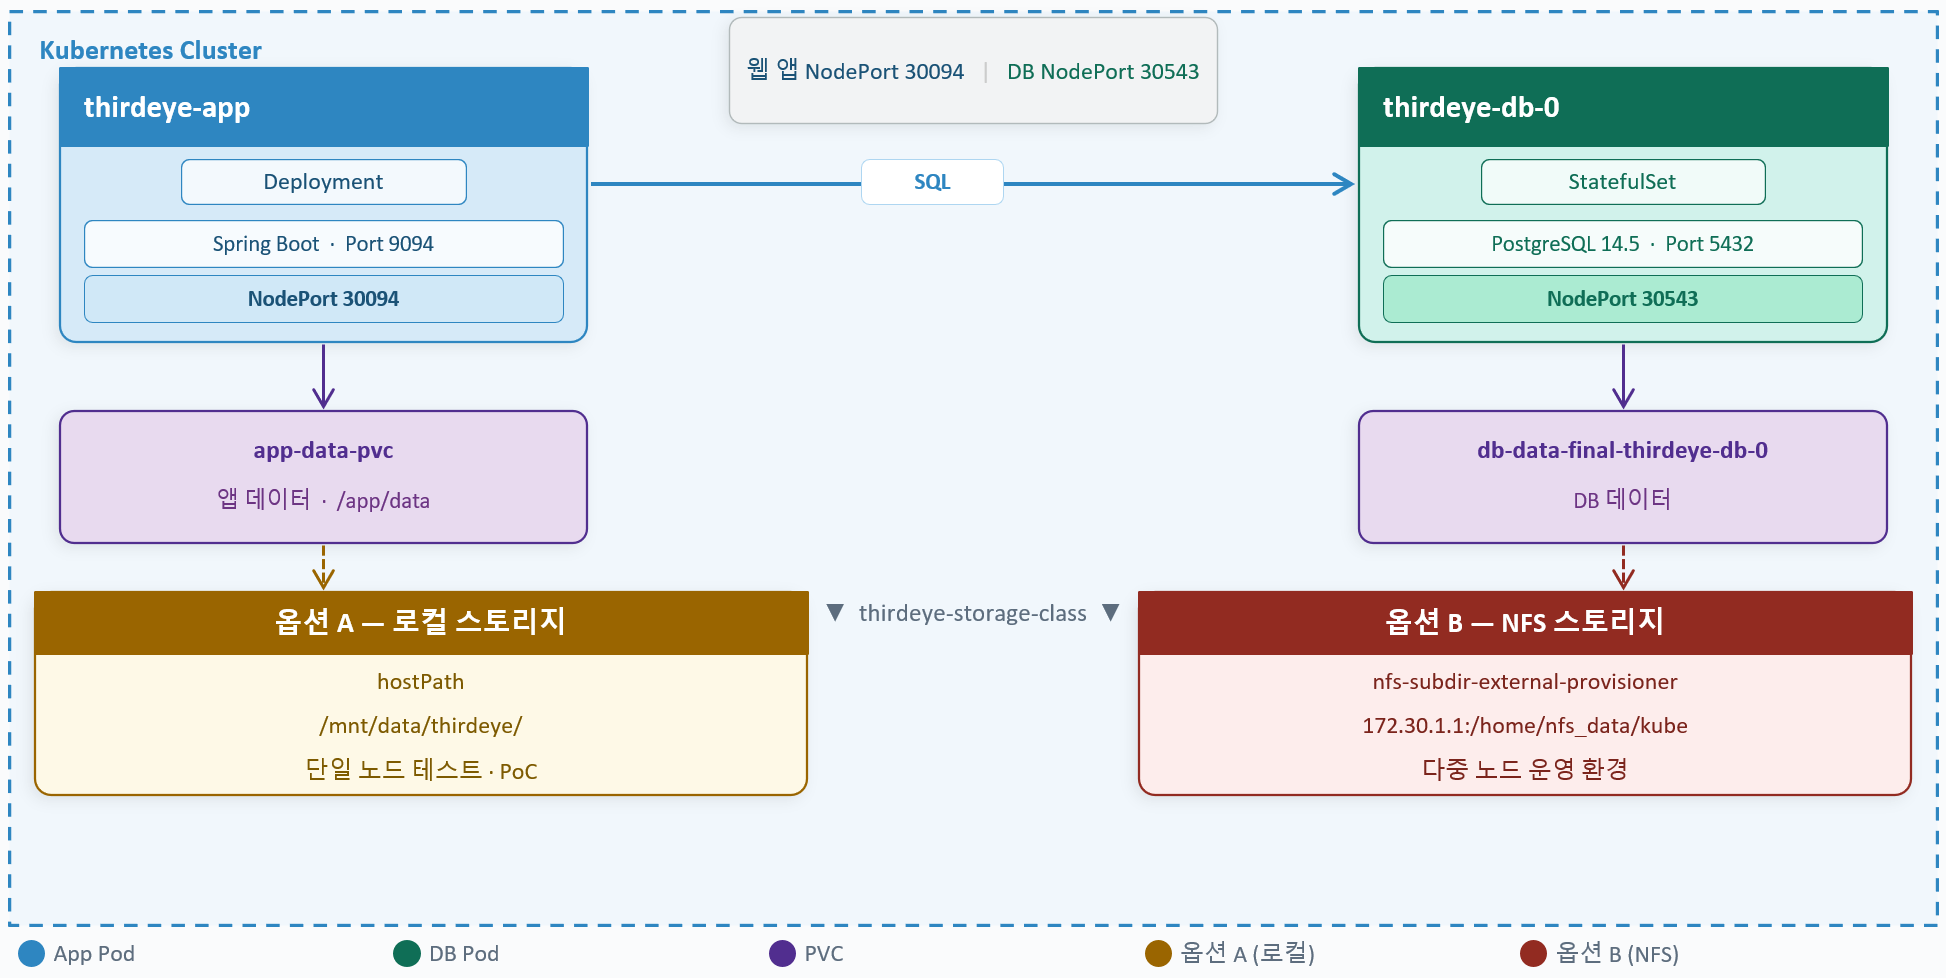 Kubernetes Cluster
웹 앱 NodePort 30094 | DB NodePort 30543
thirdeye-app
Deployment
Spring Boot · Port 9094
NodePort 30094
SQL
thirdeye-db-0
StatefulSet
PostgreSQL 14.5 · Port 5432
NodePort 30543
app-data-pvc
앱 데이터 · /app/data
db-data-final-thirdeye-db-0
DB 데이터
옵션 A — 로컬 스토리지
hostPath
/mnt/data/thirdeye/
단일 노드 테스트 · PoC
▼ thirdeye-storage-class ▼
옵션 B — NFS 스토리지
nfs-subdir-external-provisioner
172.30.1.1:/home/nfs_data/kube
다중 노드 운영 환경
App Pod
DB Pod
PVC
옵션 A (로컬)
옵션 B (NFS)